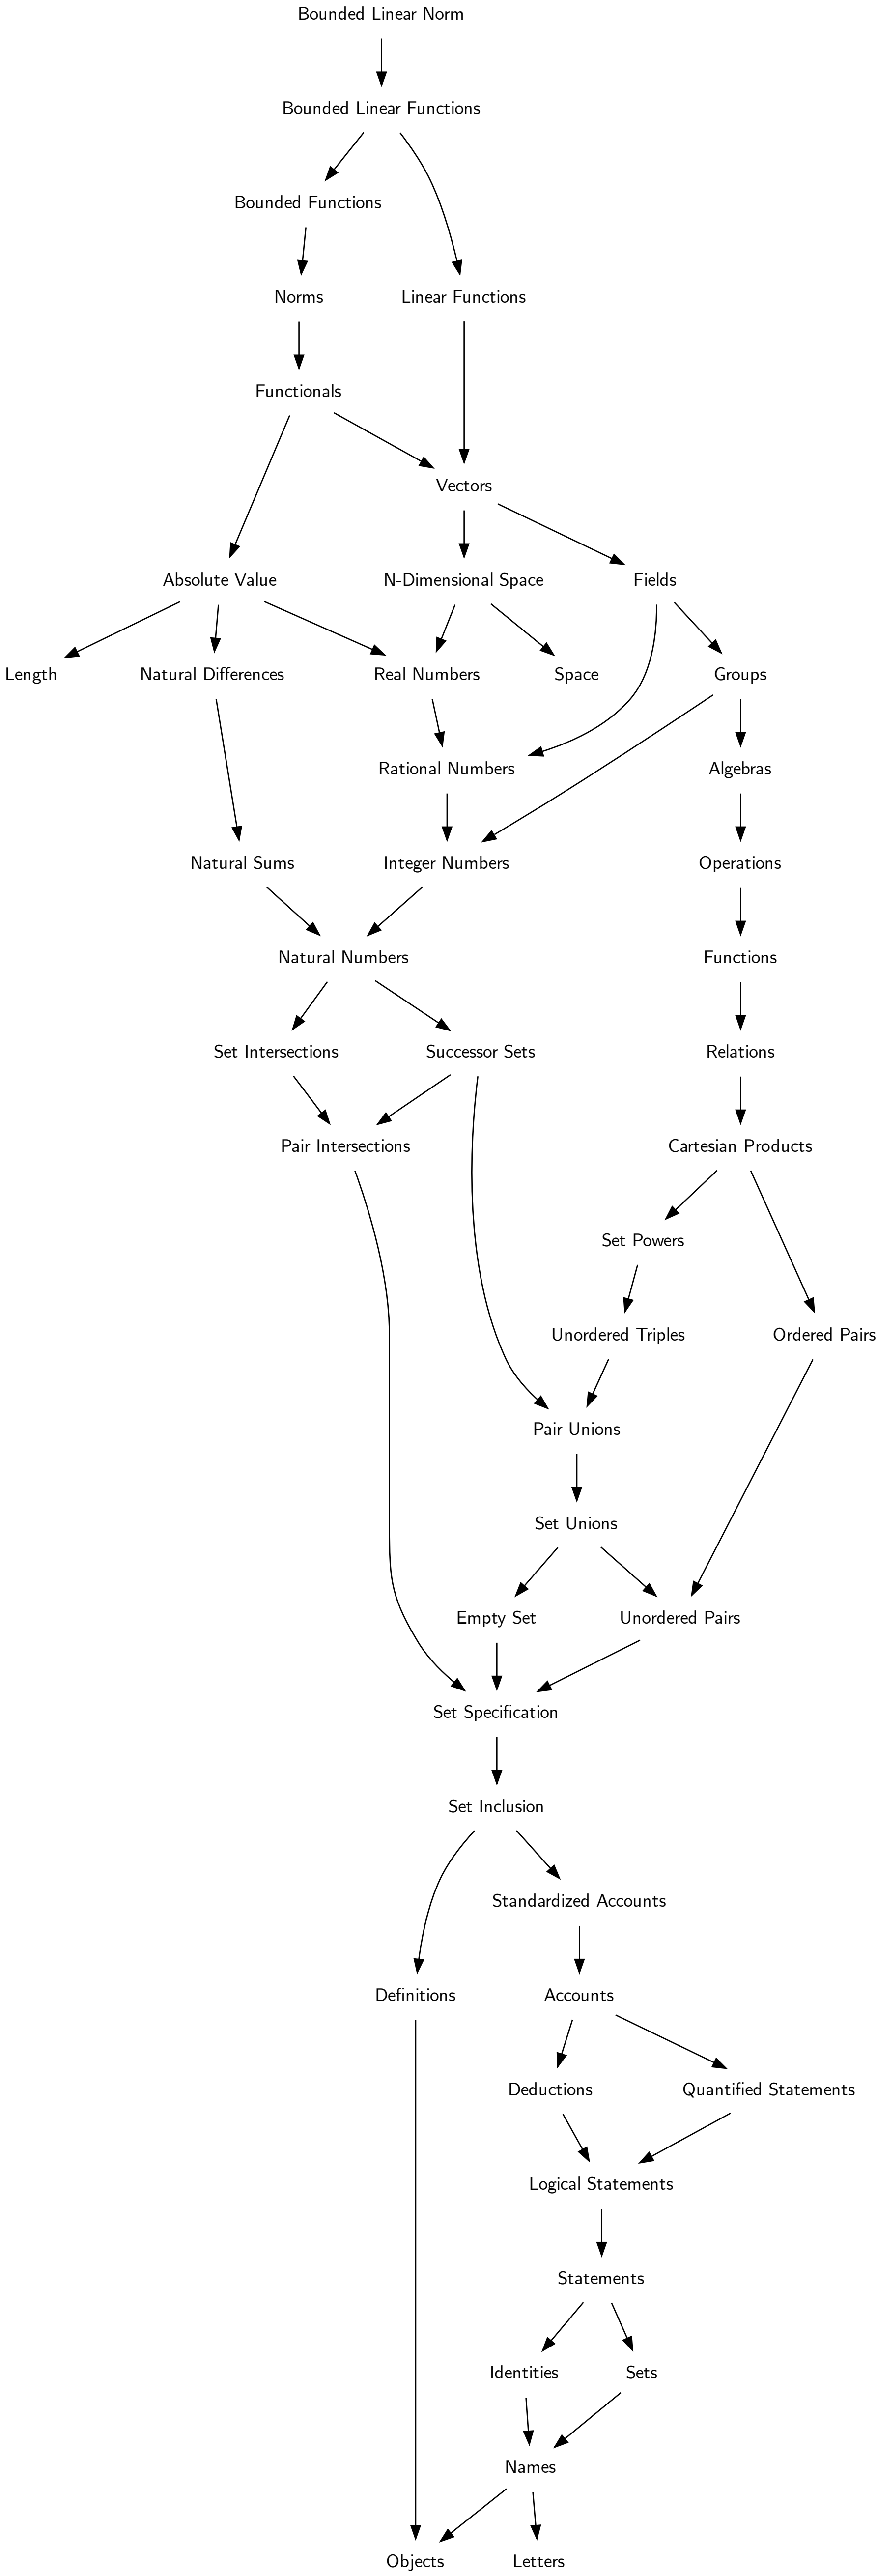 Bounded Linear Norm
Bounded Linear Functions
Bounded Functions
Norms
Linear Functions
Functionals
Vectors
Absolute Value
N-Dimensional Space
Fields
Length
Natural Differences
Real Numbers
Space
Groups
Rational Numbers
Algebras
Natural Sums
Integer Numbers
Operations
Natural Numbers
Functions
Set Intersections
Successor Sets
Relations
Pair Intersections
Cartesian Products
Set Powers
Unordered Triples
Ordered Pairs
Pair Unions
Set Unions
Empty Set
Unordered Pairs
Set Specification
Set Inclusion
Standardized Accounts
Definitions
Accounts
Deductions
Quantified Statements
Logical Statements
Statements
Identities
Sets
Names
Objects
Letters